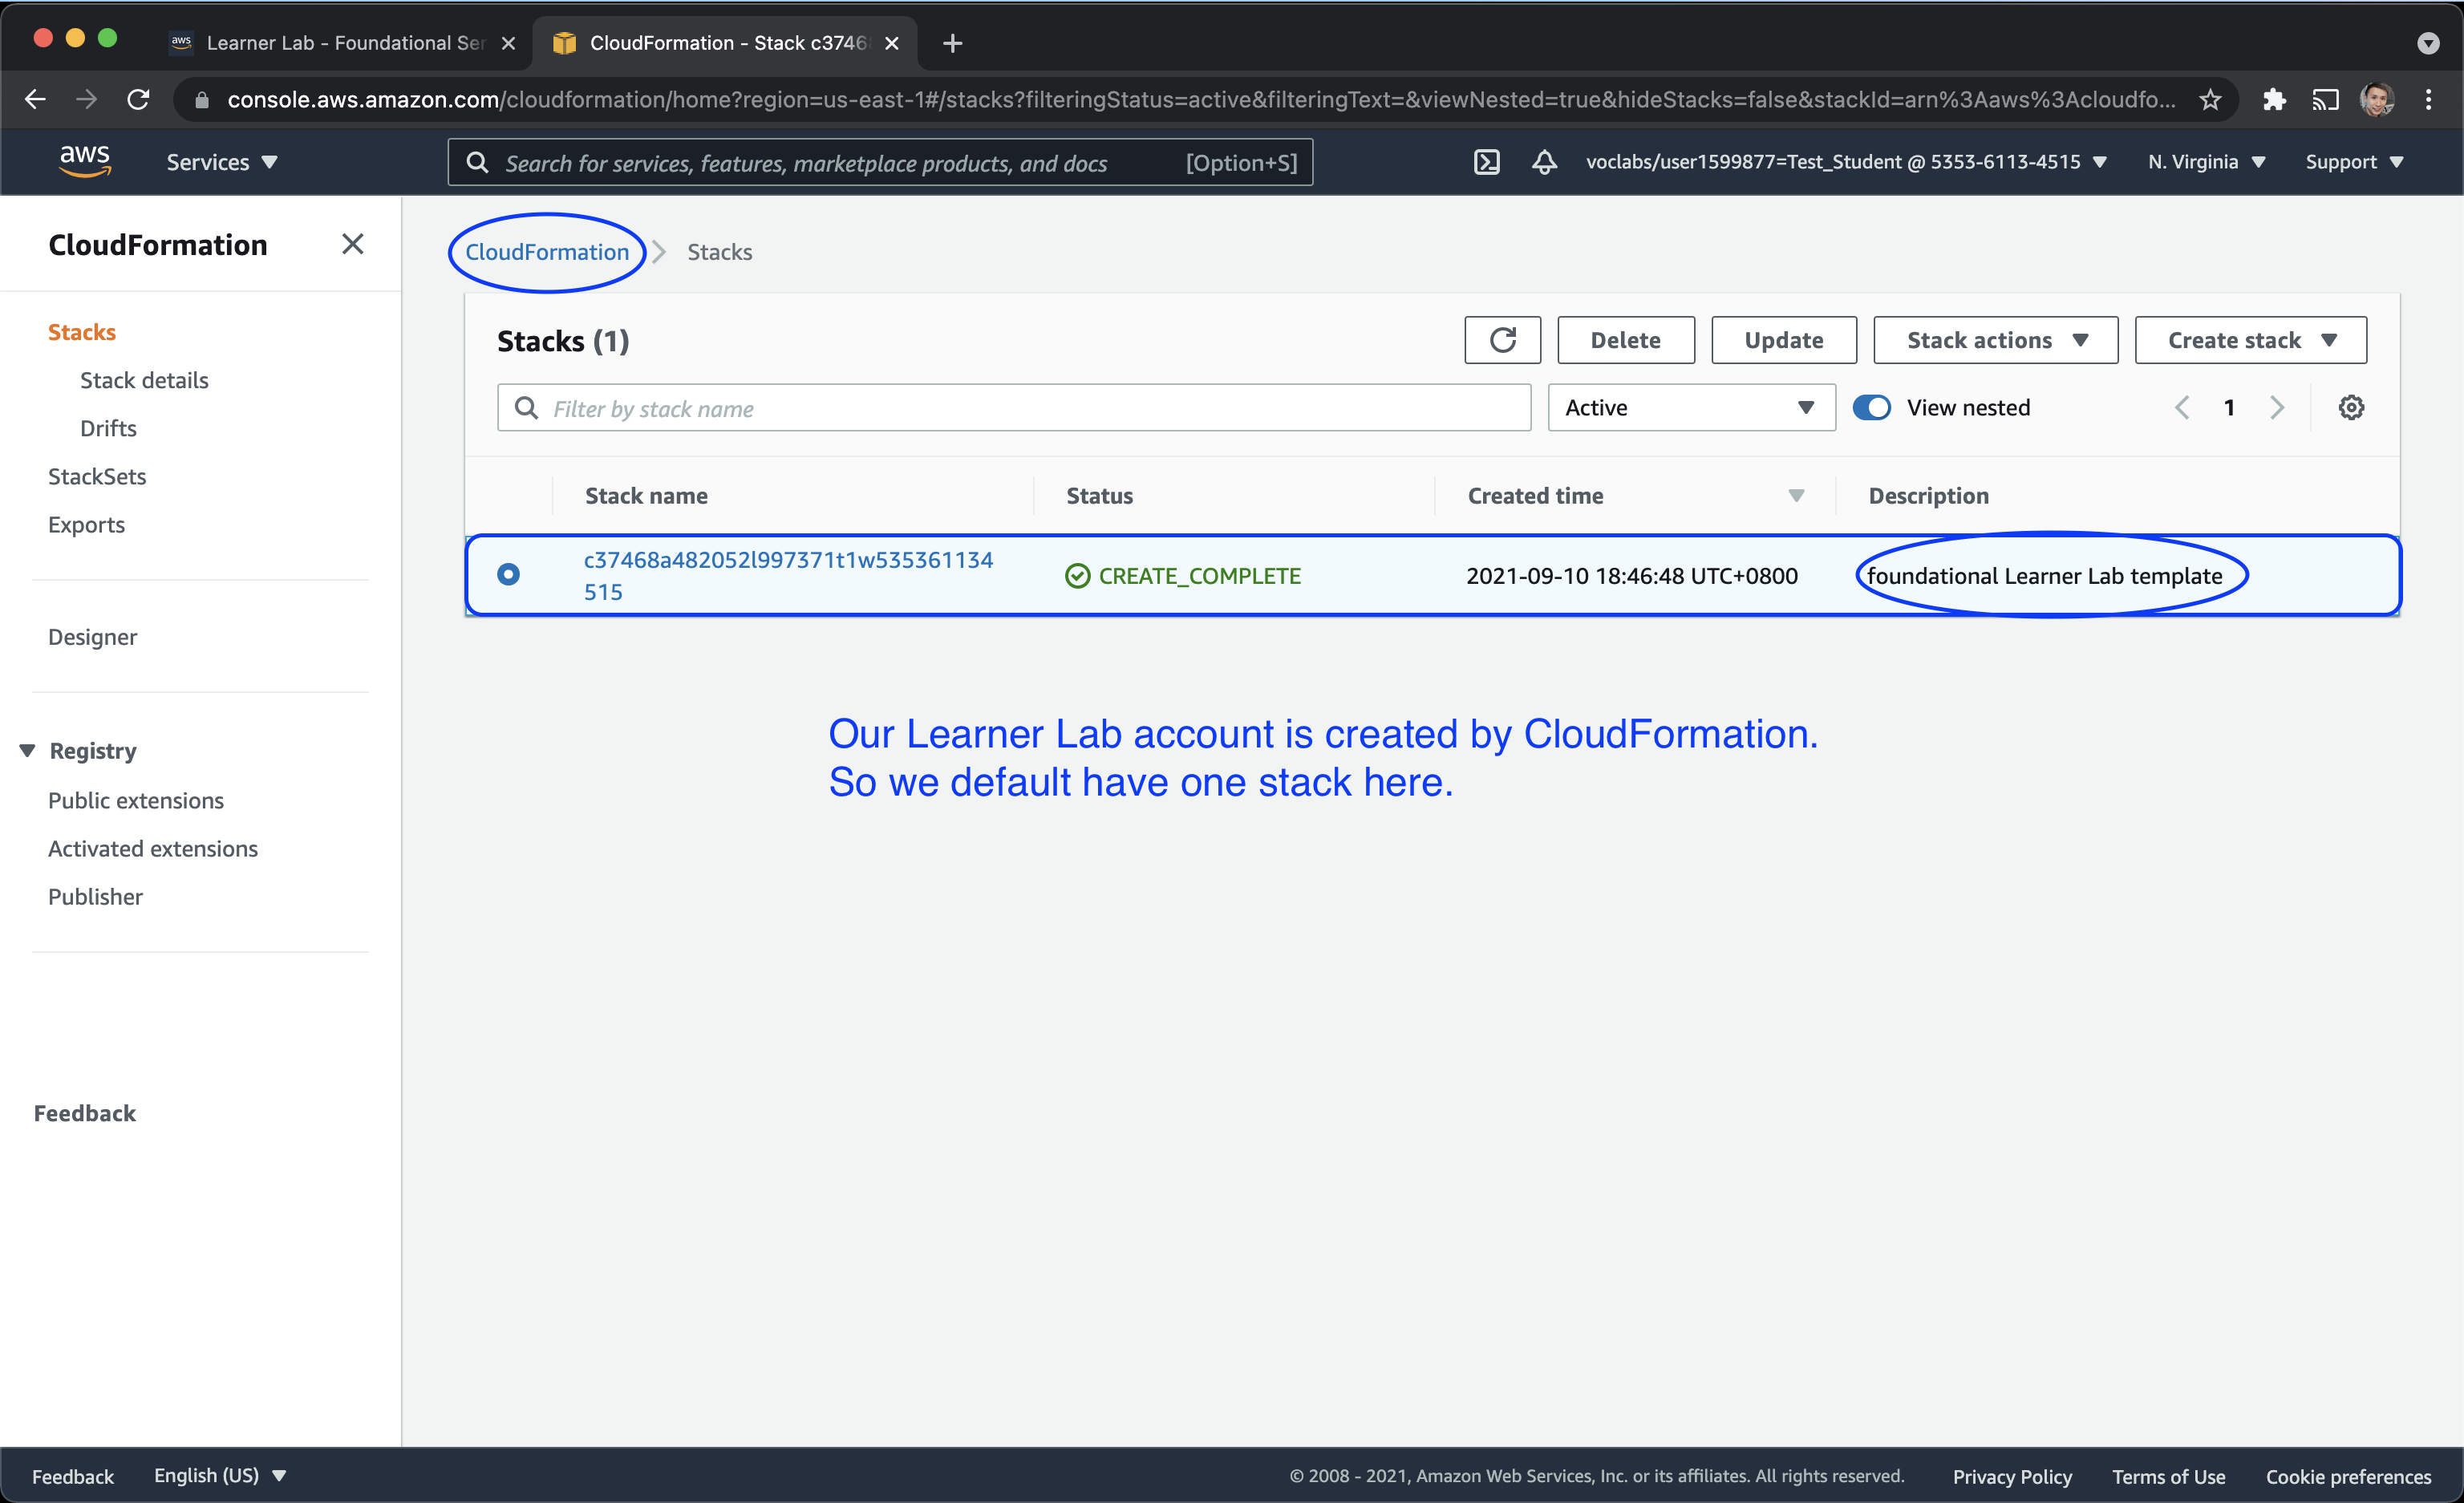 aws Learner Lab - Foundational Ser
CloudFormation - Stack c3746
console.aws.amazon.com/cloudformation/home?region=us-east-1#/stacks?filteringStatus=active&filteringText=&viewNested=true&hideStacks=false&stackId=arn%3Aaws%3Acloudfo...
aws Services Search for services, features, marketplace products, and docs [Option+S] voclabs/user1599877=Test_Student @ 5353-6113-4515 N. Virginia Support
CloudFormation
Stacks
Stack details
Drifts
StackSets
Exports
Designer
Registry
Public extensions
Activated extensions
Publisher
Feedback
CloudFormation Stacks
Stacks (1) Delete Update Stack actions Create stack
Filter by stack name Active View nested 1
Stack name Status Created time Description
c37468a482052l997371t1w535361134
515
CREATE_COMPLETE 2021-09-10 18:46:48 UTC+0800 foundational Learner Lab template
Our Learner Lab account is created by CloudFormation.
So we default have one stack here.
Feedback English (US) © 2008 - 2021, Amazon Web Services, Inc. or its affiliates. All rights reserved. Privacy Policy Terms of Use Cookie preferences